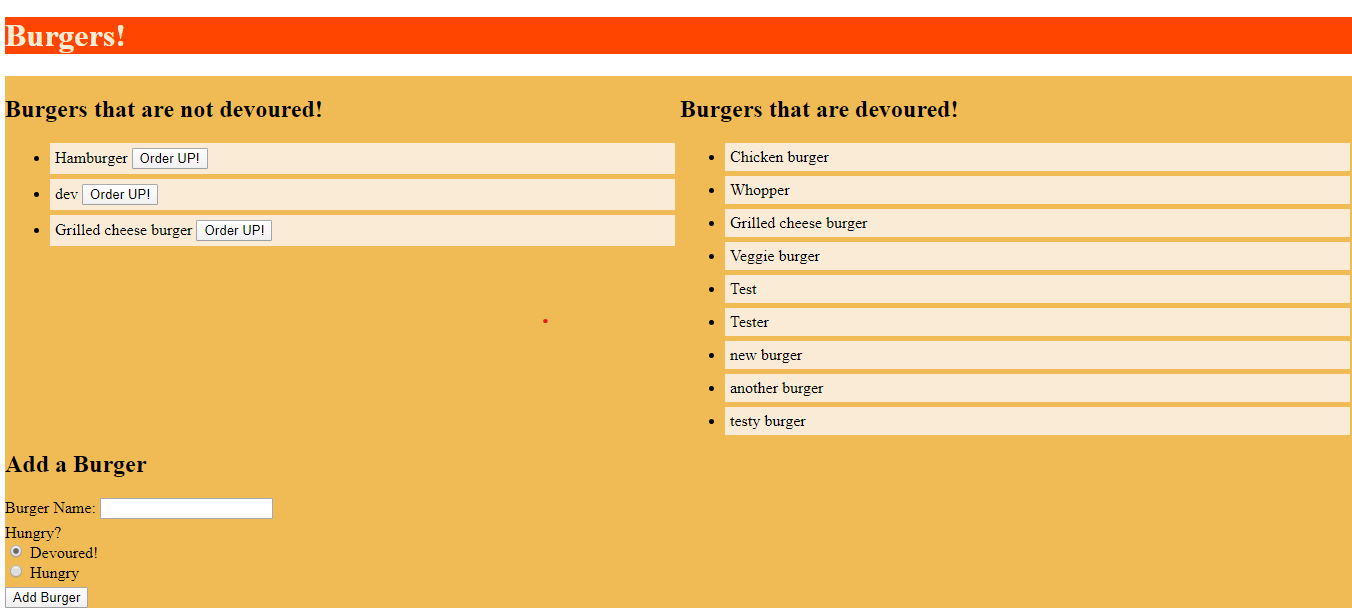 Burgers!
Burgers that are not devoured!
Hamburger Order UP!
dev Order UP!
Grilled cheese burger Order UP!
Burgers that are devoured!
Chicken burger
Whopper
Grilled cheese burger
Veggie burger
Test
Tester
new burger
another burger
testy burger
Add a Burger
Burger Name:
Hungry?
Devoured!
Hungry
Add Burger